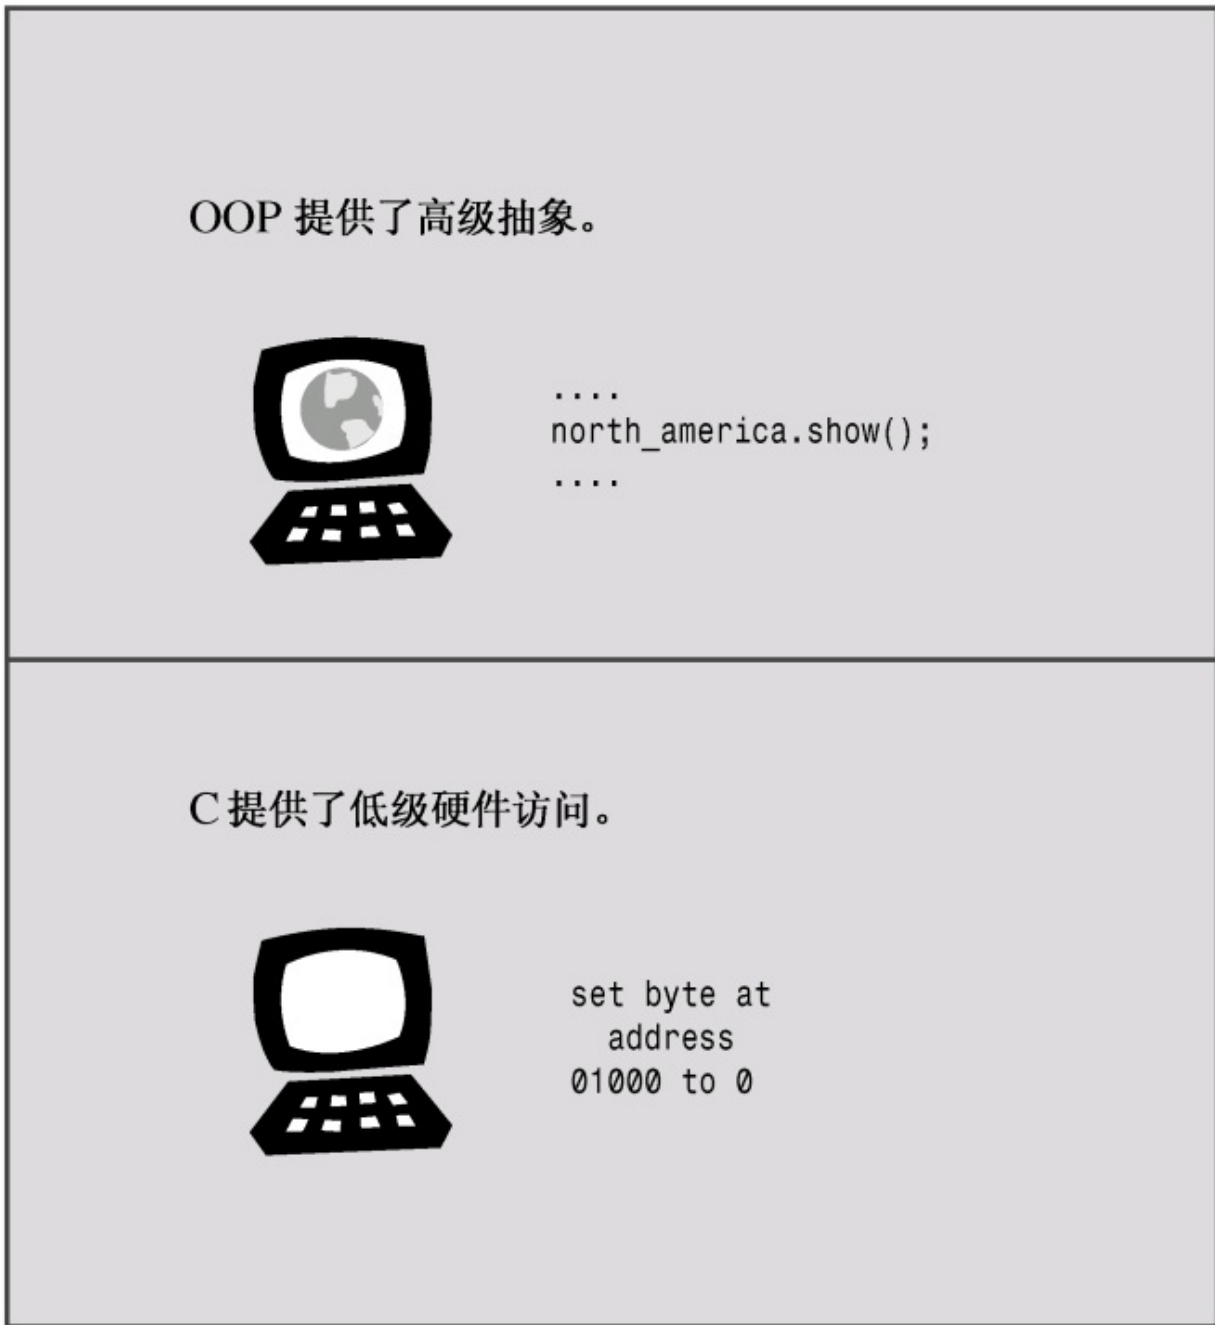 OOP 提供了高级抽象。
....
north_america.show();
....
C提供了低级硬件访问。
set byte at
address
01000 to 0